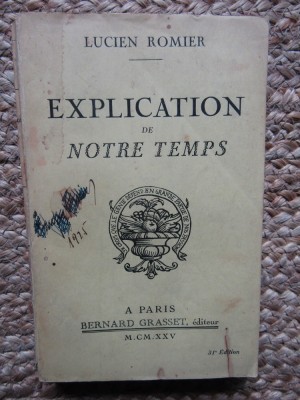 LUCIEN ROMIER
EXPLICATION
DE
NOTRE TEMPS
1925
A PARIS
BERNARD GRASSET, éditeur
M.CM.XXV
31e Édition